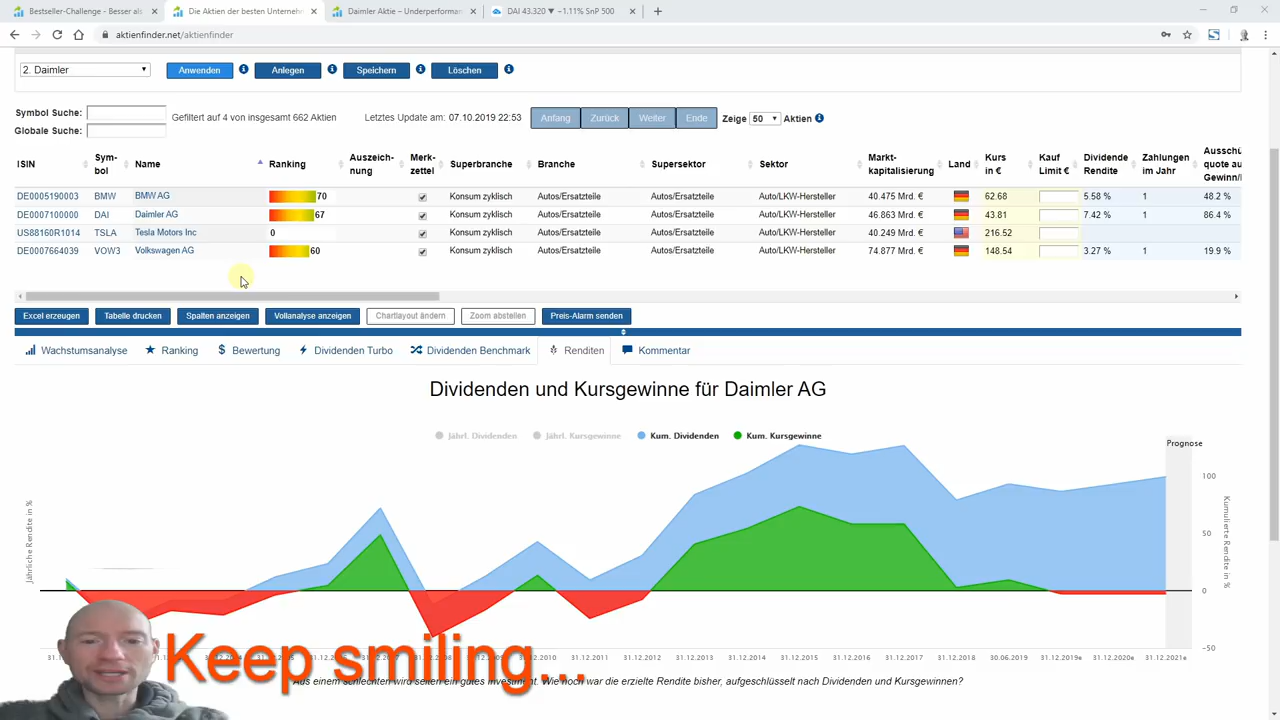 Bestseller-Challenge - Besser als
Die Aktien der besten Unternehm
Daimler Aktie – Underperforman
DAI 43.320 ▼ −1.11% SnP 500
aktienfinder.net/aktienfinder
2. Daimler
Anwenden
Anlegen
Speichern
Löschen
Symbol Suche:
Globale Suche:
Gefiltert auf 4 von insgesamt 662 Aktien
Letztes Update am: 07.10.2019 22:53
Anfang Zurück Weiter Ende
Zeige 50 Aktien
ISIN Sym-bol Name Ranking Auszeich-nung Merk-zettel Superbranche Branche Supersektor Sektor Markt-kapitalisierung Land Kurs in € Kauf Limit € Dividende Rendite Zahlungen im Jahr Ausschü quote au Gewinn/
DE0005190003 BMW BMW AG 70 Konsum zyklisch Autos/Ersatzteile Autos/Ersatzteile Auto/LKW-Hersteller 40.475 Mrd. € 62.68 5.58 % 1 48.2 %
DE0007100000 DAI Daimler AG 67 Konsum zyklisch Autos/Ersatzteile Autos/Ersatzteile Auto/LKW-Hersteller 46.863 Mrd. € 43.81 7.42 % 1 86.4 %
US88160R1014 TSLA Tesla Motors Inc 0 Konsum zyklisch Autos/Ersatzteile Autos/Ersatzteile Auto/LKW-Hersteller 40.249 Mrd. € 216.52
DE0007664039 VOW3 Volkswagen AG 60 Konsum zyklisch Autos/Ersatzteile Autos/Ersatzteile Auto/LKW-Hersteller 74.877 Mrd. € 148.54 3.27 % 1 19.9 %
Excel erzeugen
Tabelle drucken
Spalten anzeigen
Vollanalyse anzeigen
Chartlayout ändern
Zoom abstellen
Preis-Alarm senden
Wachstumsanalyse
Ranking
Bewertung
Dividenden Turbo
Dividenden Benchmark
Renditen
Kommentar
Dividenden und Kursgewinne für Daimler AG
Jährl. Dividenden
Jährl. Kursgewinne
Kum. Dividenden
Kum. Kursgewinne
Prognose
100
50
0
−50
Jährliche Rendite in %
Kumulierte Rendite in %
31.12.2010 31.12.2011 31.12.2012 31.12.2013 31.12.2014 31.12.2015 31.12.2016 31.12.2017 31.12.2018 30.06.2019 31.12.2019e 31.12.2020e 31.12.2021e
Keep smiling...
Aus einem schlechten wird selten ein gutes Investment. Wie hoch war die erzielte Rendite bisher, aufgeschlüsselt nach Dividenden und Kursgewinnen?